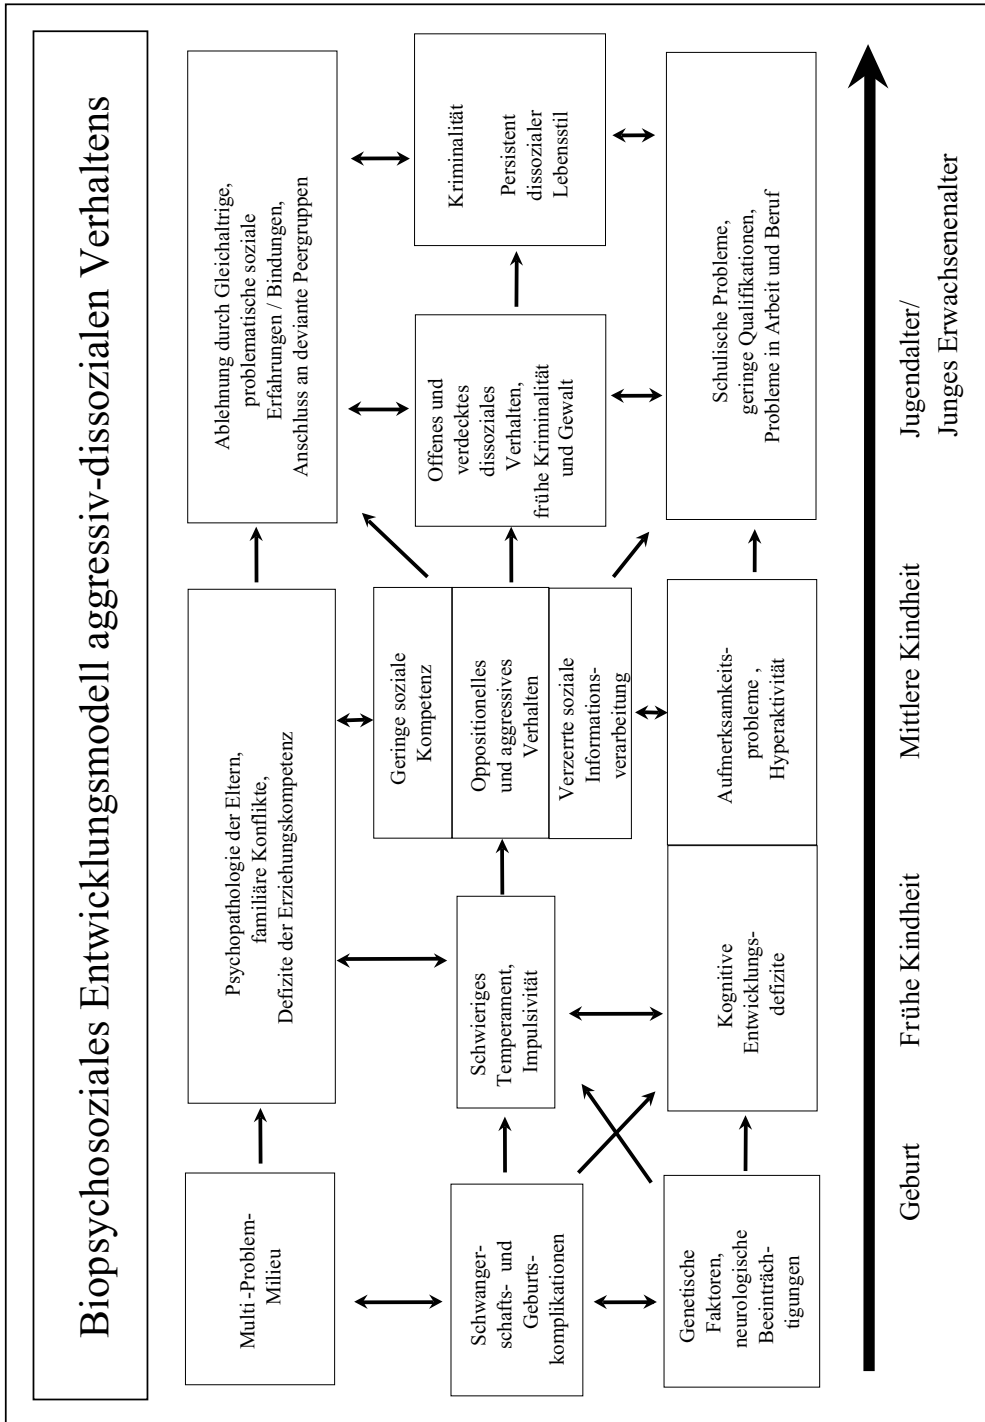 Biopsychosoziales Entwicklungsmodell aggressiv-dissozialen Verhaltens
Multi-Problem-
Milieu
Psychopathologie der Eltern,
familiäre Konflikte,
Defizite der Erziehungskompetenz
Ablehnung durch Gleichaltrige,
problematische soziale
Erfahrungen / Bindungen,
Anschluss an deviante Peergruppen
Schwanger-
schafts- und
Geburts-
komplikationen
Schwieriges
Temperament,
Impulsivität
Geringe soziale
Kompetenz
Oppositionelles
und aggressives
Verhalten
Verzerrte soziale
Informations-
verarbeitung
Offenes und
verdecktes
dissoziales
Verhalten,
frühe Kriminalität
und Gewalt
Kriminalität
Persistent
dissozialer
Lebensstil
Genetische
Faktoren,
neurologische
Beeinträch-
tigungen
Kognitive
Entwicklungs-
defizite
Aufmerksamkeits-
probleme ,
Hyperaktivität
Schulische Probleme,
geringe Qualifikationen,
Probleme in Arbeit und Beruf
Geburt
Frühe Kindheit
Mittlere Kindheit
Jugendalter/
Junges Erwachsenenalter